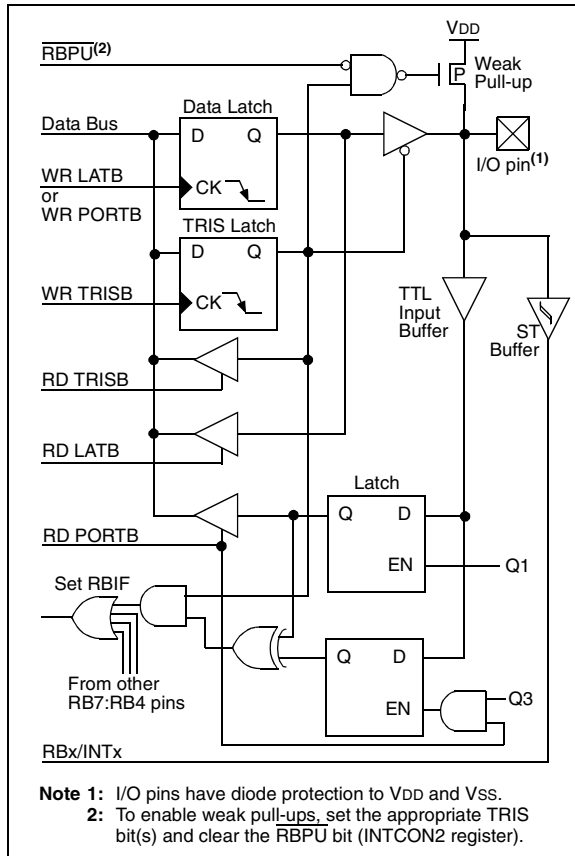 VDD
RBPU(2)
Weak
Pull-up
P
Data Latch
Data Bus
D Q
I/O pin(1)
WR LATB
or
WR PORTB
CK
TRIS Latch
D Q
WR TRISB
CK
TTL
Input
Buffer
ST
Buffer
RD TRISB
RD LATB
Latch
Q D
RD PORTB
EN
Q1
Set RBIF
Q D
From other
RB7:RB4 pins
EN
Q3
RBx/INTx
Note 1: I/O pins have diode protection to VDD and VSS.
2: To enable weak pull-ups, set the appropriate TRIS
bit(s) and clear the RBPU bit (INTCON2 register).